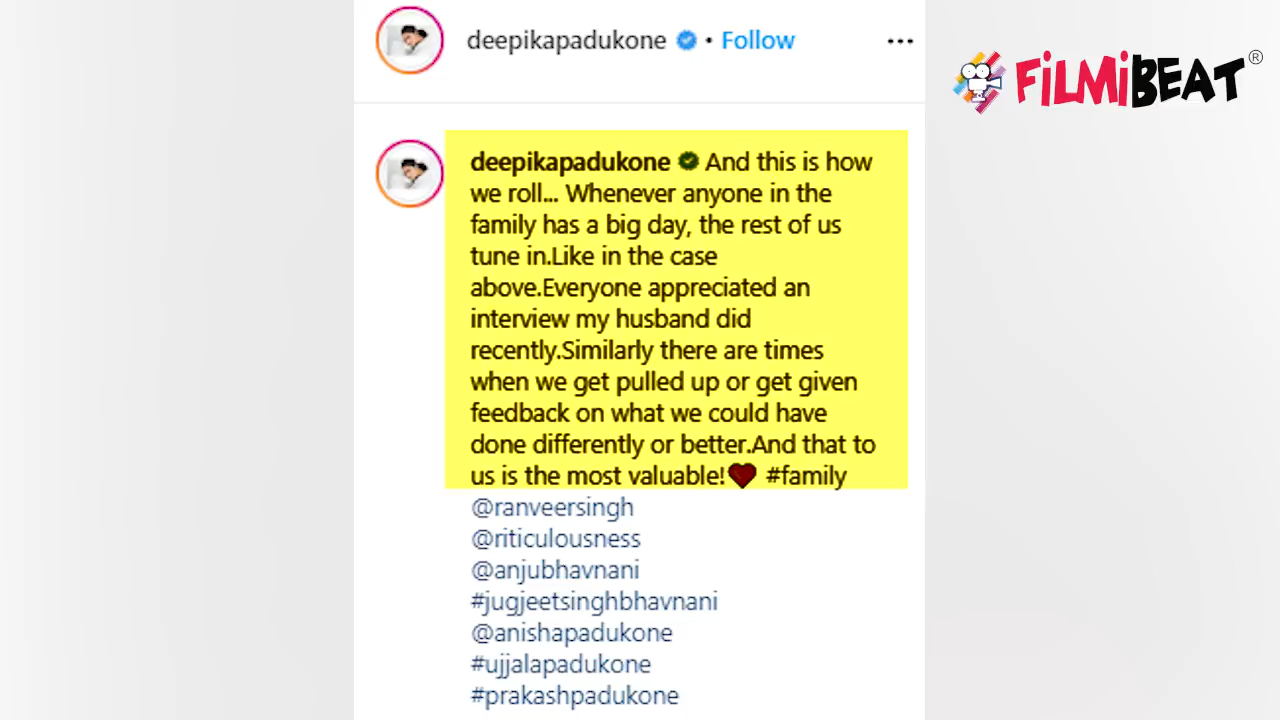 deepikapadukone • Follow ...
FiLMiBEAT®
deepikapadukone And this is how
we roll... Whenever anyone in the
family has a big day, the rest of us
tune in.Like in the case
above.Everyone appreciated an
interview my husband did
recently.Similarly there are times
when we get pulled up or get given
feedback on what we could have
done differently or better.And that to
us is the most valuable!❤ #family
@ranveersingh
@riticulousness
@anjubhavnani
#jugjeetsinghbhavnani
@anishapadukone
#ujjalapadukone
#prakashpadukone